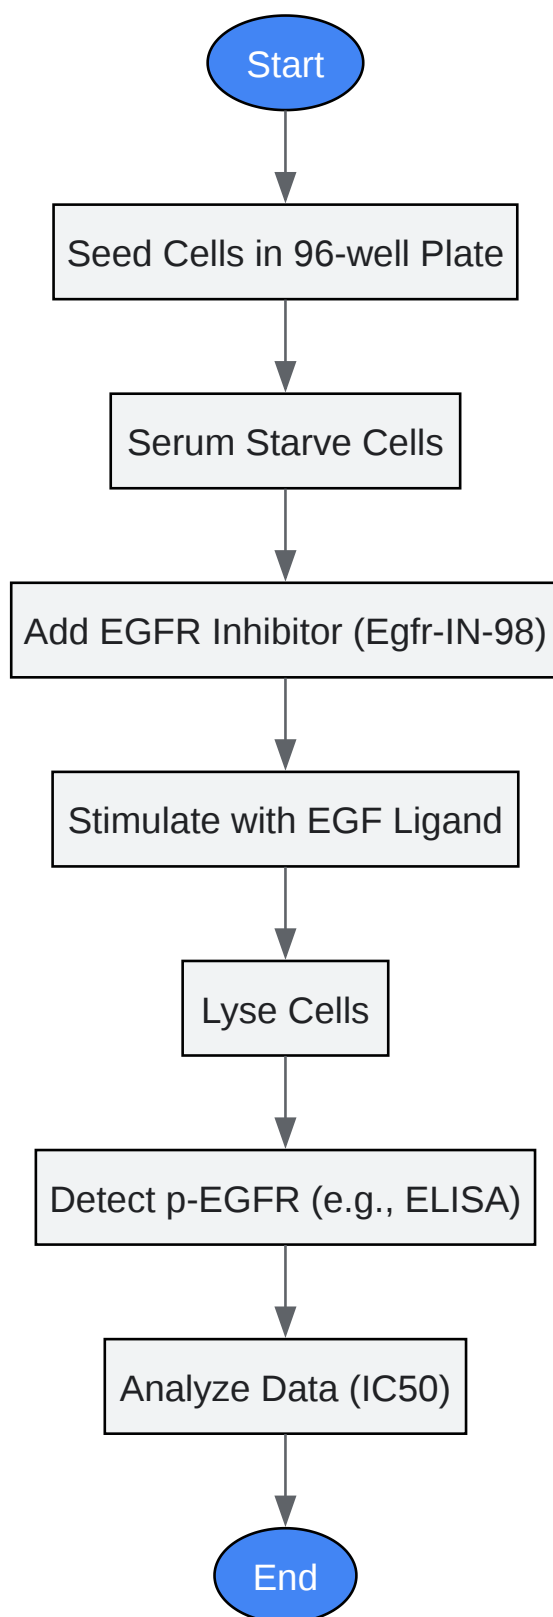 Start
Seed Cells in 96-well Plate
Serum Starve Cells
Add EGFR Inhibitor (Egfr-IN-98)
Stimulate with EGF Ligand
Lyse Cells
Detect p-EGFR (e.g., ELISA)
Analyze Data (IC50)
End